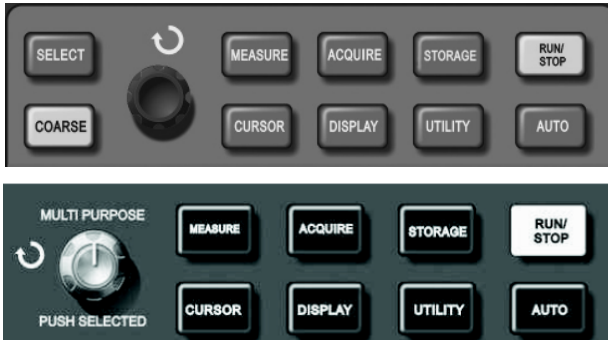 SELECT
MEASURE
ACQUIRE
STORAGE
RUN/
STOP
COARSE
CURSOR
DISPLAY
UTILITY
AUTO
MULTI PURPOSE
MEASURE
ACQUIRE
STORAGE
RUN/
STOP
PUSH SELECTED
CURSOR
DISPLAY
UTILITY
AUTO